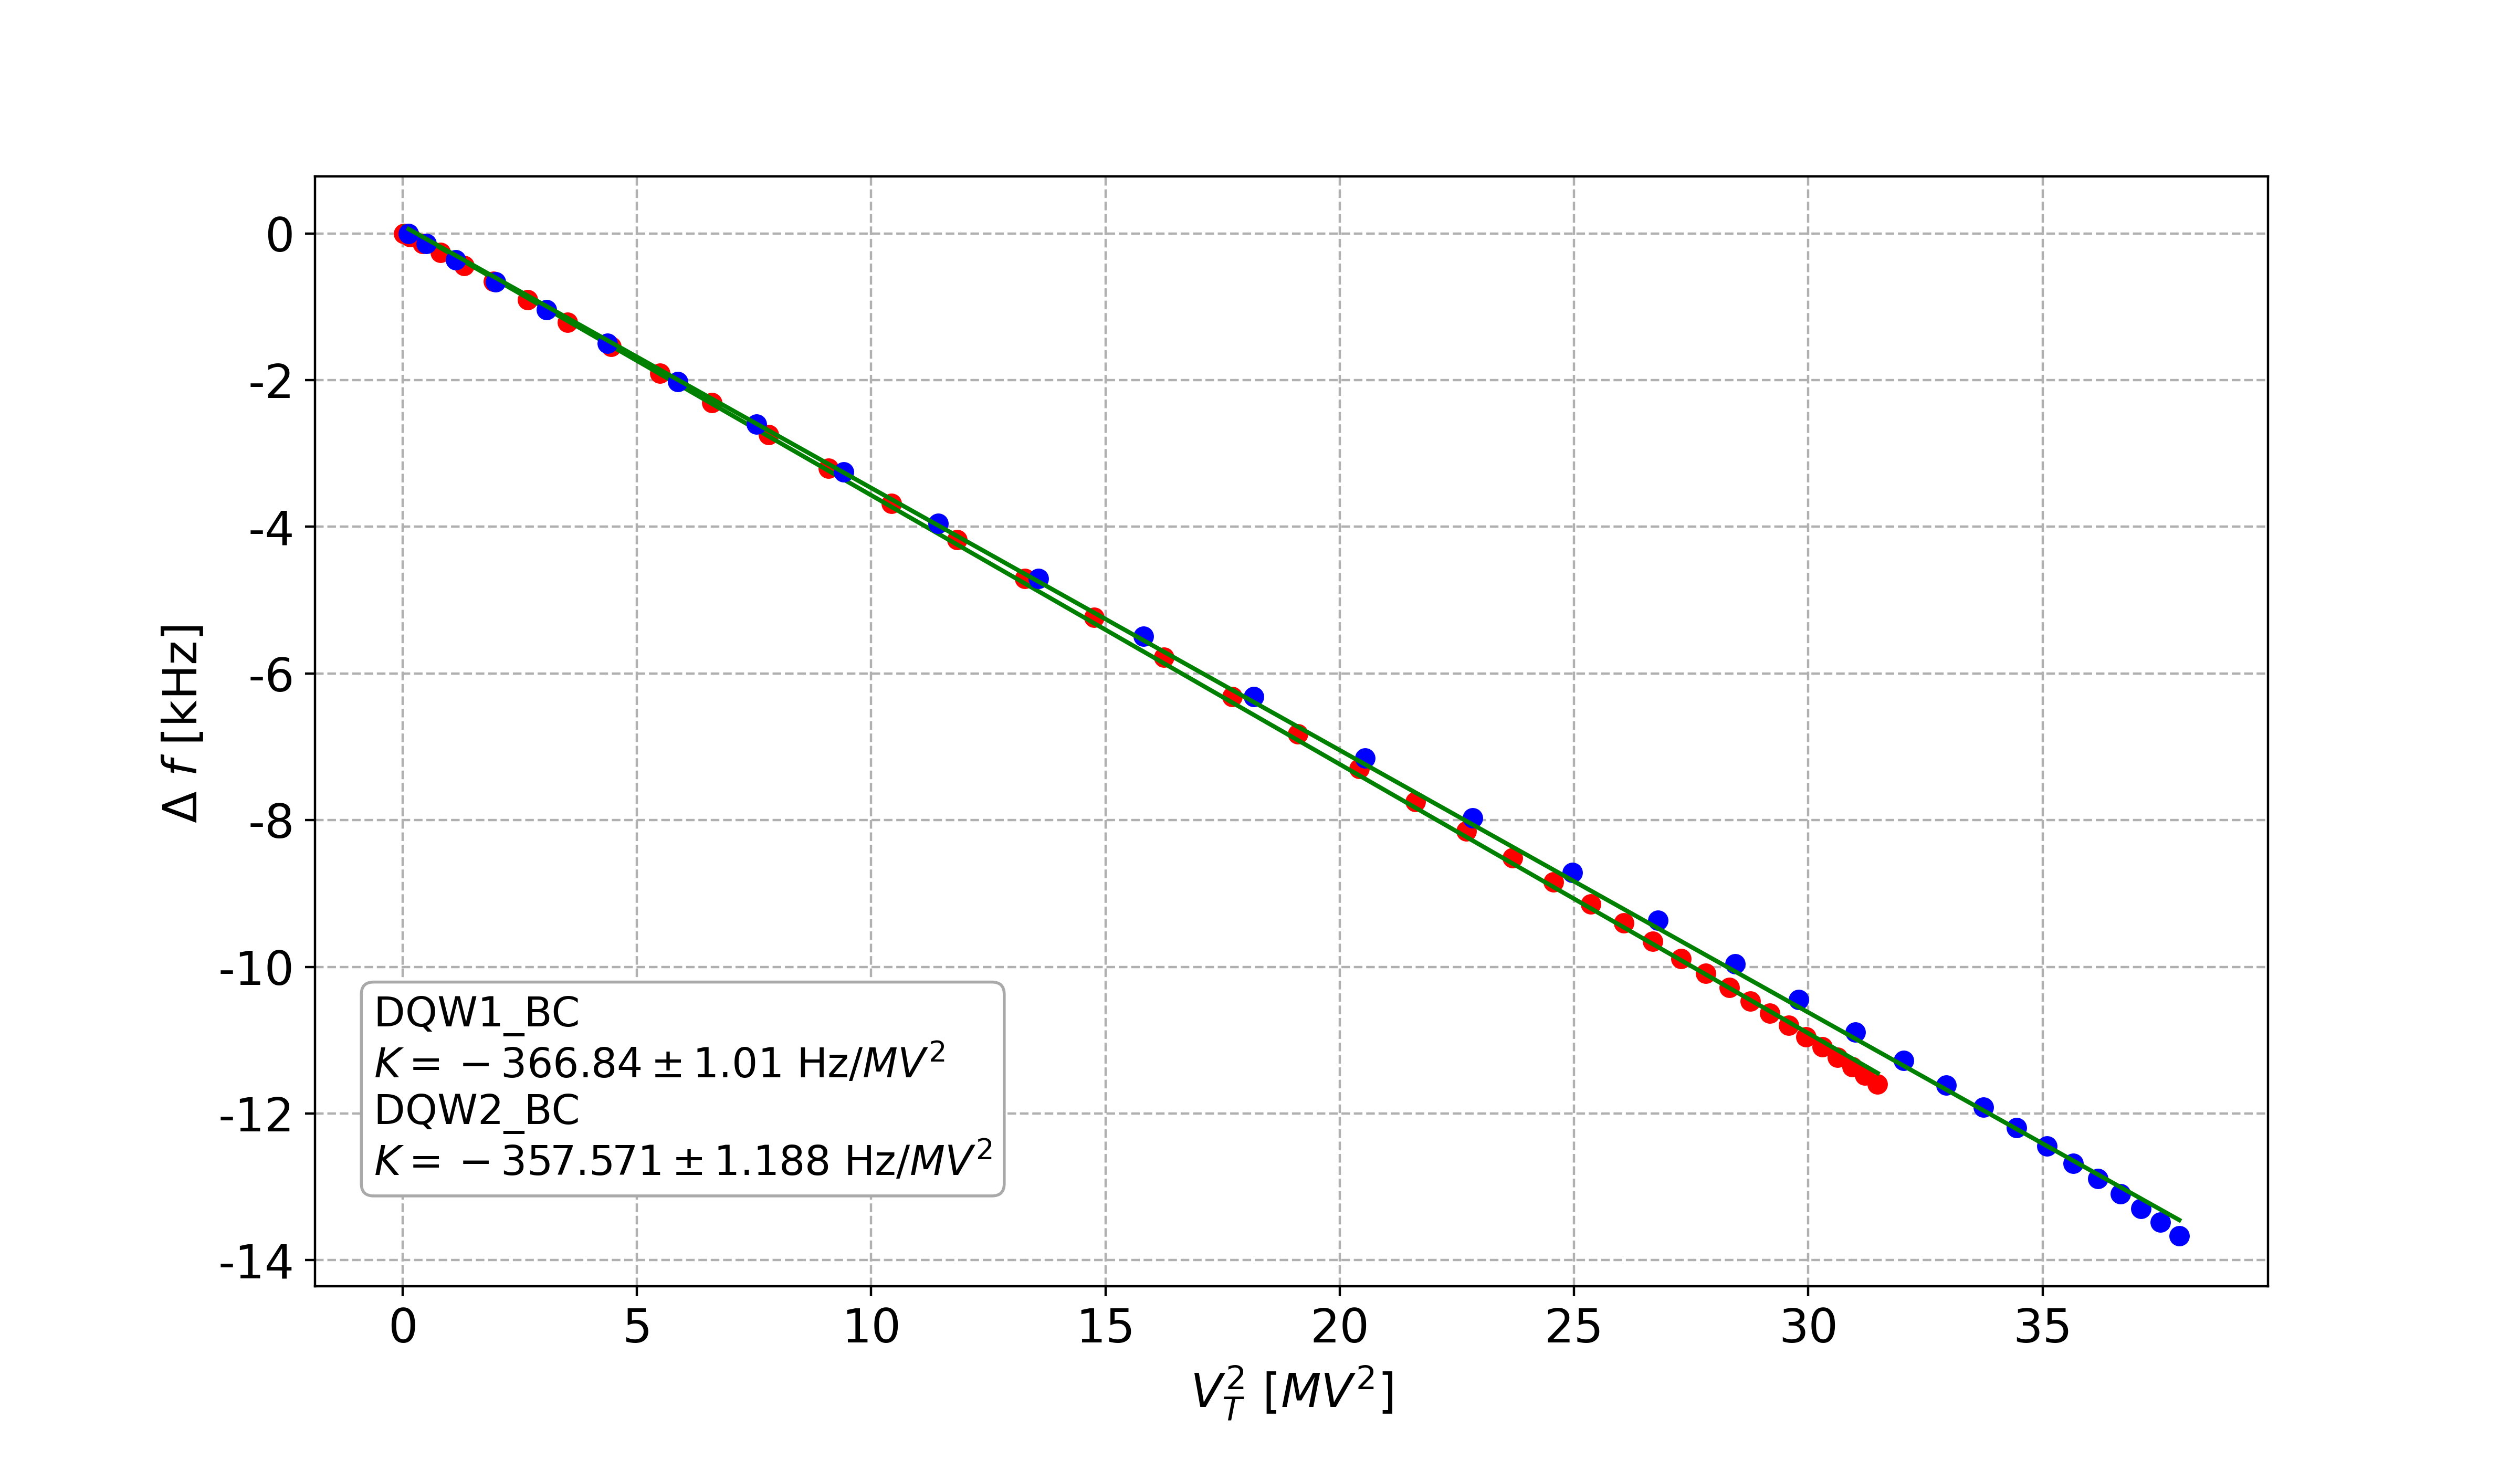 0
-2
-4
-6
-8
-10
-12
-14
Δ f [kHz]
DQW1_BC
K = −366.84 ± 1.01 Hz/MV²
DQW2_BC
K = −357.571 ± 1.188 Hz/MV²
0 5 10 15 20 25 30 35
V_T² [MV²]